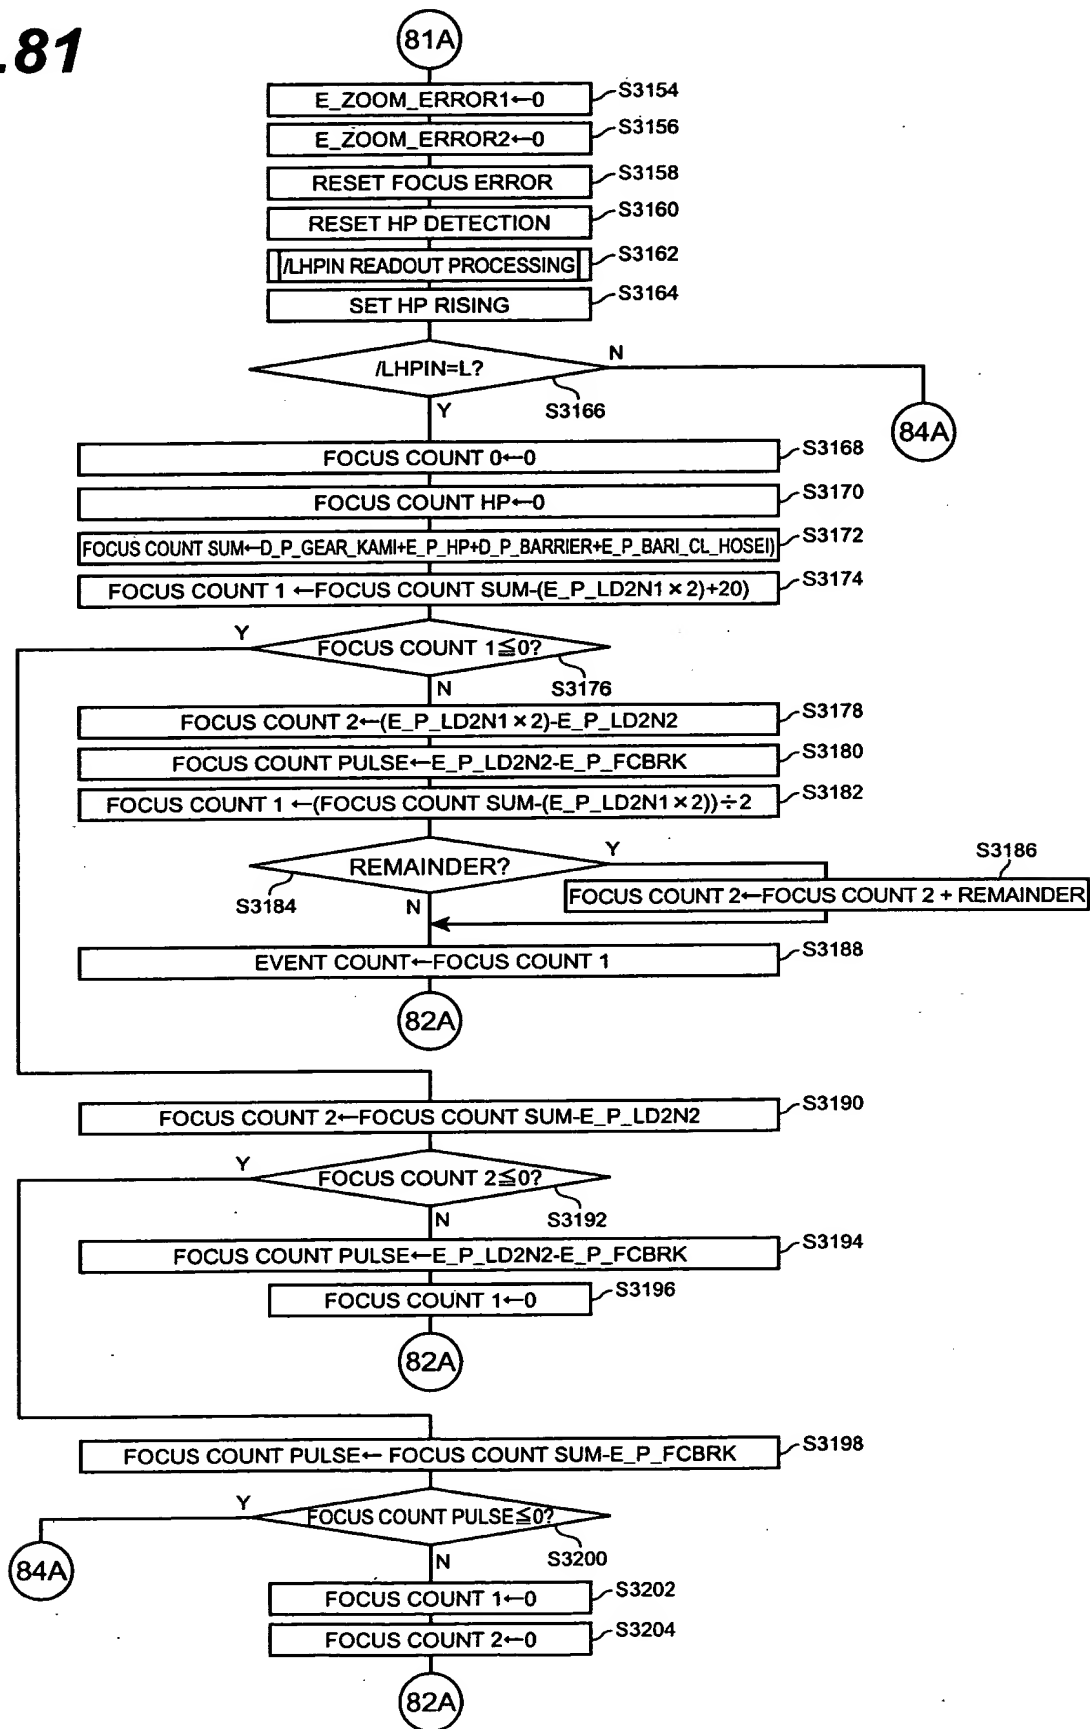 .81
81A
E_ZOOM_ERROR1←0
S3154
E_ZOOM_ERROR2←0
S3156
RESET FOCUS ERROR
S3158
RESET HP DETECTION
S3160
/LHPIN READOUT PROCESSING
S3162
SET HP RISING
S3164
/LHPIN=L?
N
S3166
Y
84A
FOCUS COUNT 0←0
S3168
FOCUS COUNT HP←0
S3170
FOCUS COUNT SUM←D_P_GEAR_KAMI+E_P_HP+D_P_BARRIER+E_P_BARI_CL_HOSEI)
S3172
FOCUS COUNT 1 ←FOCUS COUNT SUM-(E_P_LD2N1 × 2)+20)
S3174
Y
FOCUS COUNT 1≦0?
S3176
N
FOCUS COUNT 2←(E_P_LD2N1 × 2)-E_P_LD2N2
S3178
FOCUS COUNT PULSE←E_P_LD2N2-E_P_FCBRK
S3180
FOCUS COUNT 1 ←(FOCUS COUNT SUM-(E_P_LD2N1 × 2))÷2
S3182
REMAINDER?
Y
S3186
S3184
N
FOCUS COUNT 2←FOCUS COUNT 2 + REMAINDER
EVENT COUNT←FOCUS COUNT 1
S3188
82A
FOCUS COUNT 2←FOCUS COUNT SUM-E_P_LD2N2
S3190
Y
FOCUS COUNT 2≦0?
S3192
N
FOCUS COUNT PULSE←E_P_LD2N2-E_P_FCBRK
S3194
FOCUS COUNT 1←0
S3196
82A
FOCUS COUNT PULSE← FOCUS COUNT SUM-E_P_FCBRK
S3198
Y
FOCUS COUNT PULSE≦0?
S3200
84A
N
FOCUS COUNT 1←0
S3202
FOCUS COUNT 2←0
S3204
82A